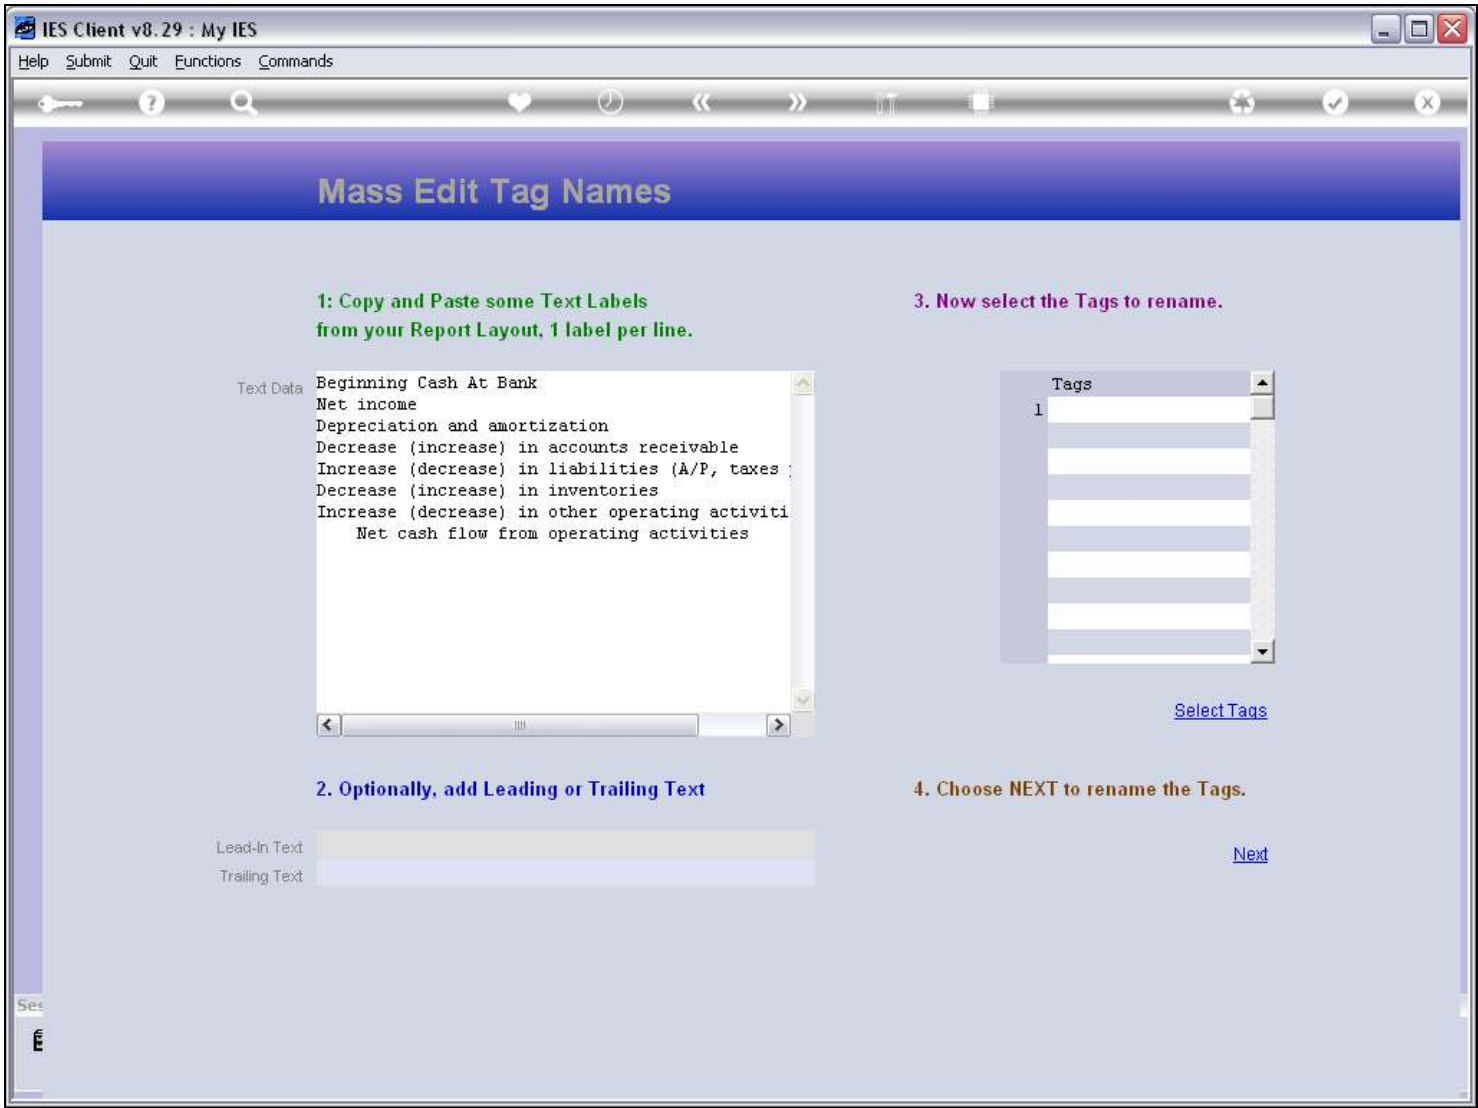 IES Client v8.29 : My IES
Help Submit Quit Functions Commands
Mass Edit Tag Names
1: Copy and Paste some Text Labels
from your Report Layout, 1 label per line.
Text Data
Beginning Cash At Bank
Net income
Depreciation and amortization
Decrease (increase) in accounts receivable
Increase (decrease) in liabilities (A/P, taxes
Decrease (increase) in inventories
Increase (decrease) in other operating activiti
Net cash flow from operating activities
2. Optionally, add Leading or Trailing Text
Lead-In Text
Trailing Text
3. Now select the Tags to rename.
Tags
1
Select Tags
4. Choose NEXT to rename the Tags.
Next
Ses